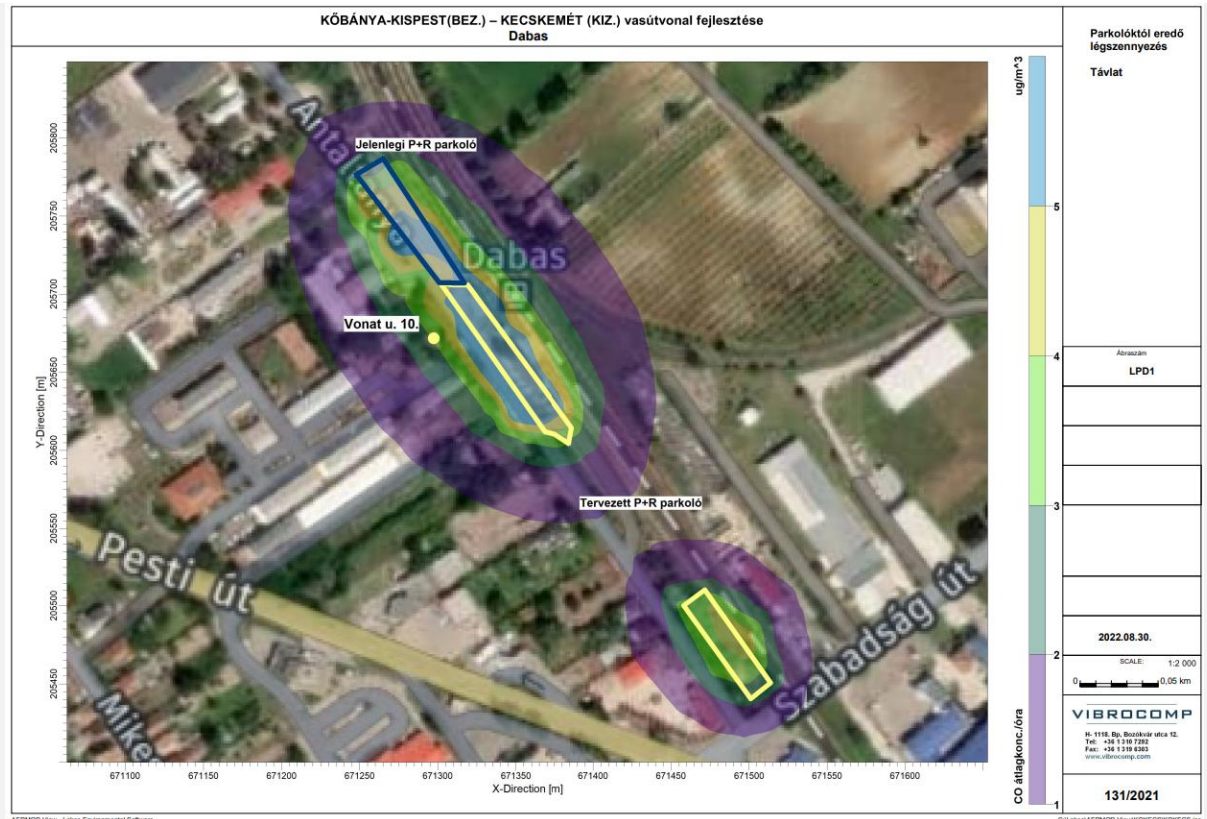 KŐBÁNYA-KISPEST(BEZ.) – KECSKEMÉT (KIZ.) vasútvonal fejlesztése
Dabas
Parkolóktól eredő
légszennyezés
Távlat
ug/m^3
5
4
3
2
1
CO átlagkonc./óra
Y-Direction [m]
205800
205750
205700
205650
205600
205550
205500
205450
Jelenlegi P+R parkoló
Dabas
Vonat u. 10.
Tervezett P+R parkoló
Pesti út
Szabadság út
671100 671150 671200 671250 671300 671350 671400 671450 671500 671550 671600
X-Direction [m]
Ábraszám
LPD1
2022.08.30.
SCALE: 1:2 000
0 0,05 km
VIBROCOMP
H- 1118. Bp, Bozókvár utca 12.
Tel: +36 1 310 7292
Fax: +36 1 319 6303
www.vibrocomp.com
131/2021